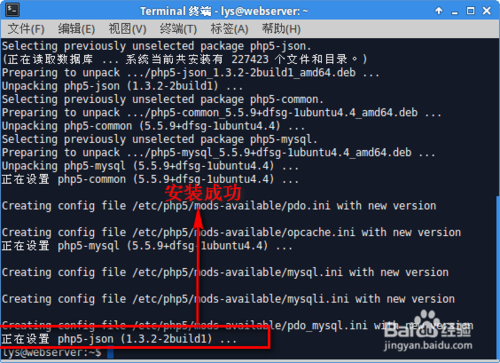 Terminal 终端 - lys@webserver: ~
文件(F) 编辑(E) 视图(V) 终端(T) 标签(A) 帮助(H)
Selecting previously unselected package php5-json.
(正在读取数据库 ... 系统当前共安装有 227423 个文件和目录。)
Preparing to unpack .../php5-json_1.3.2-2build1_amd64.deb ...
Unpacking php5-json (1.3.2-2build1) ...
Selecting previously unselected package php5-common.
Preparing to unpack .../php5-common_5.5.9+dfsg-1ubuntu4.4_amd64.deb ...
Unpacking php5-common (5.5.9+dfsg-1ubuntu4.4) ...
Selecting previously unselected package php5-mysql.
Preparing to unpack .../php5-mysql_5.5.9+dfsg-1ubuntu4.4_amd64.deb ...
Unpacking php5-mysql (5.5.9+dfsg-1ubuntu4.4) ...
正在设置 php5-common (5.5.9+dfsg-1ubuntu4.4) ...
安装成功
Creating config file /etc/php5/mods-available/pdo.ini with new version
Creating config file /etc/php5/mods-available/opcache.ini with new version
正在设置 php5-mysql (5.5.9+dfsg-1ubuntu4.4) ...
Creating config file /etc/php5/mods-available/mysql.ini with new version
Creating config file /etc/php5/mods-available/mysqli.ini with new version
Creating config file /etc/php5/mods-available/pdo_mysql.ini with new version
正在设置 php5-json (1.3.2-2build1) ...
lys@webserver:~$
Baidu 经验
jingyan.baidu.com